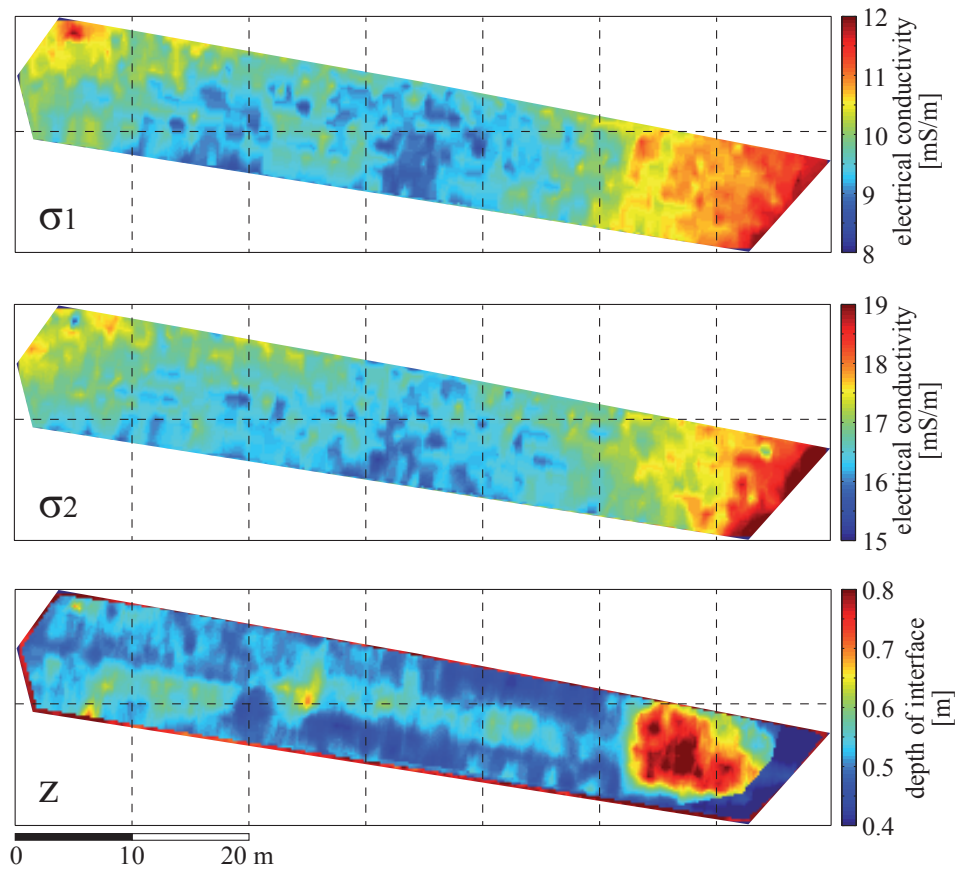 12
11
10
9
8
electrical conductivity
[mS/m]
σ1
19
18
17
16
15
electrical conductivity
[mS/m]
σ2
0.8
0.7
0.6
0.5
0.4
depth of interface
[m]
z
0 10 20 m